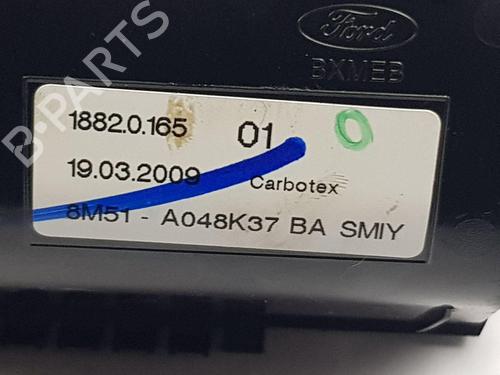 Ford
BXMEB
1882.0.165 01
19.03.2009 Carbotex
8M51 - A048K37 BA SMIY
B-PARTS